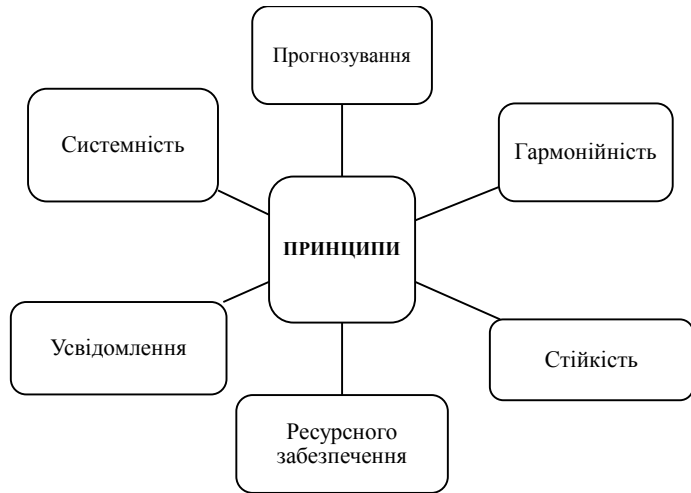 Прогнозування
Системність
Гармонійність
ПРИНЦИПИ
Усвідомлення
Стійкість
Ресурсного
забезпечення